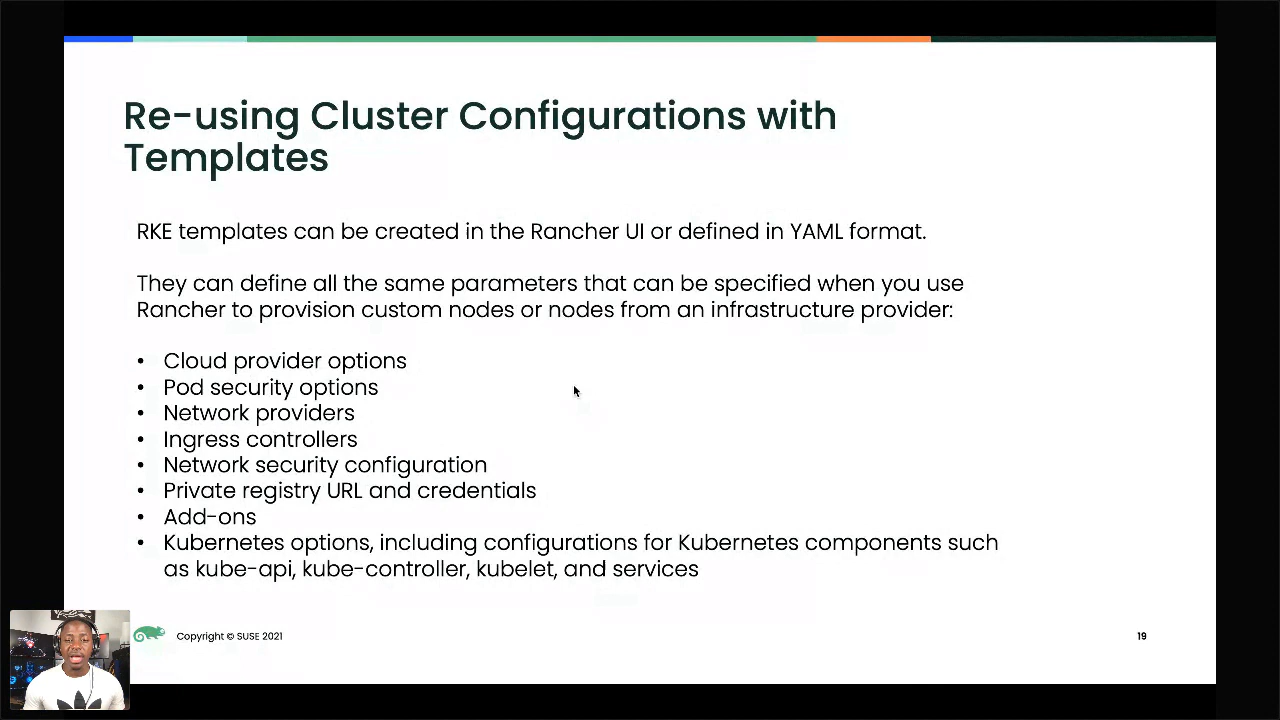 Re-using Cluster Configurations with
Templates
RKE templates can be created in the Rancher UI or defined in YAML format.
They can define all the same parameters that can be specified when you use
Rancher to provision custom nodes or nodes from an infrastructure provider:
• Cloud provider options
• Pod security options
• Network providers
• Ingress controllers
• Network security configuration
• Private registry URL and credentials
• Add-ons
• Kubernetes options, including configurations for Kubernetes components such
as kube-api, kube-controller, kubelet, and services
Copyright © SUSE 2021
19